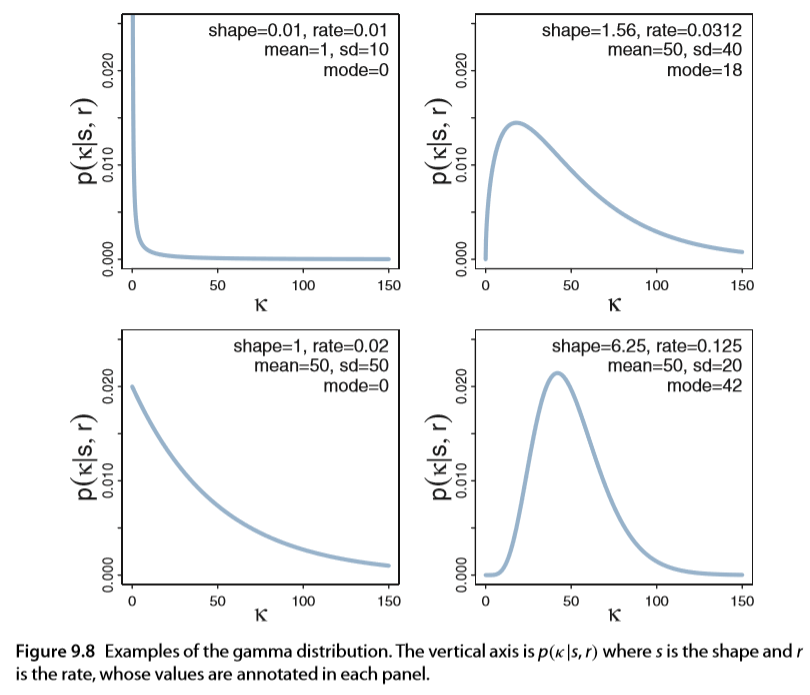 shape=0.01, rate=0.01
mean=1, sd=10
mode=0
p(κ|s, r)
0.000 0.010 0.020
0 50 100 150
κ
shape=1.56, rate=0.0312
mean=50, sd=40
mode=18
p(κ|s, r)
0.000 0.010 0.020
0 50 100 150
κ
shape=1, rate=0.02
mean=50, sd=50
mode=0
p(κ|s, r)
0.000 0.010 0.020
0 50 100 150
κ
shape=6.25, rate=0.125
mean=50, sd=20
mode=42
p(κ|s, r)
0.000 0.010 0.020
0 50 100 150
κ
Figure 9.8 Examples of the gamma distribution. The vertical axis is p(κ|s, r) where s is the shape and r
is the rate, whose values are annotated in each panel.